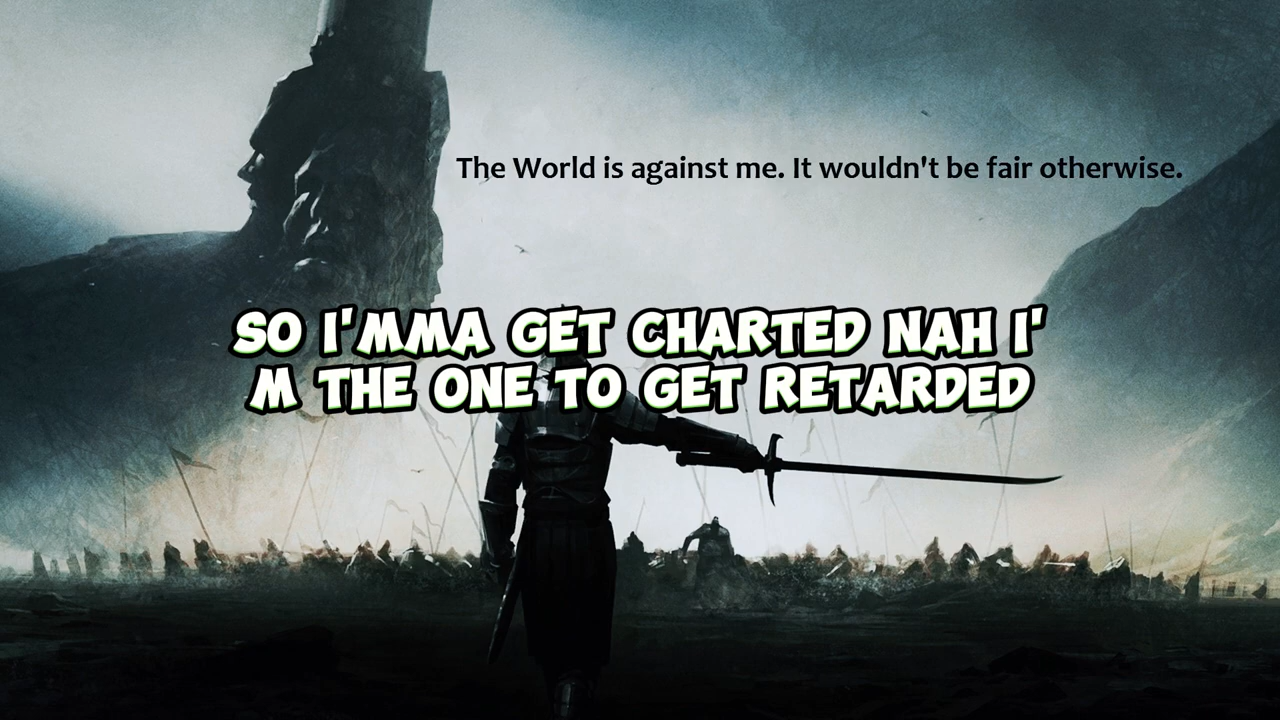 The World is against me. It wouldn't be fair otherwise.
SO I'MMA GET CHARTED NAH I'
M THE ONE TO GET RETARDED